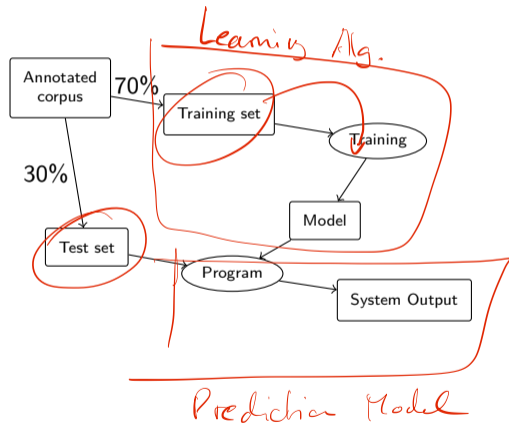 Learning Alg.
Annotated
corpus
70%
Training set
Training
30%
Model
Test set
Program
System Output
Prediction Model